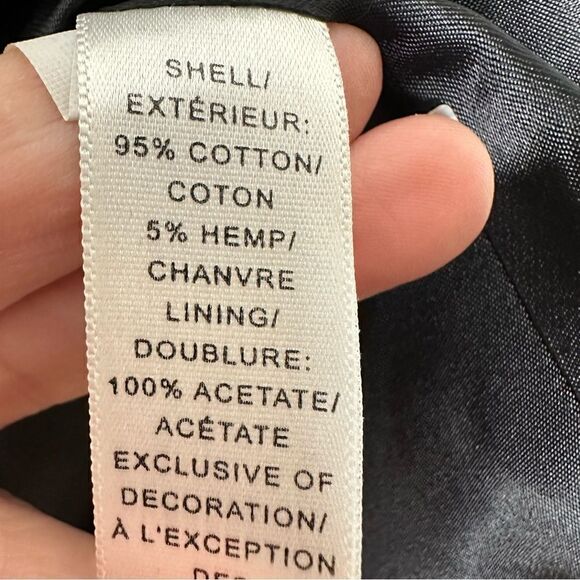 SHELL/
EXTÉRIEUR:
95% COTTON/
COTON
5% HEMP/
CHANVRE
LINING/
DOUBLURE:
100% ACETATE/
ACÉTATE
EXCLUSIVE OF
DECORATION/
À L'EXCEPTION